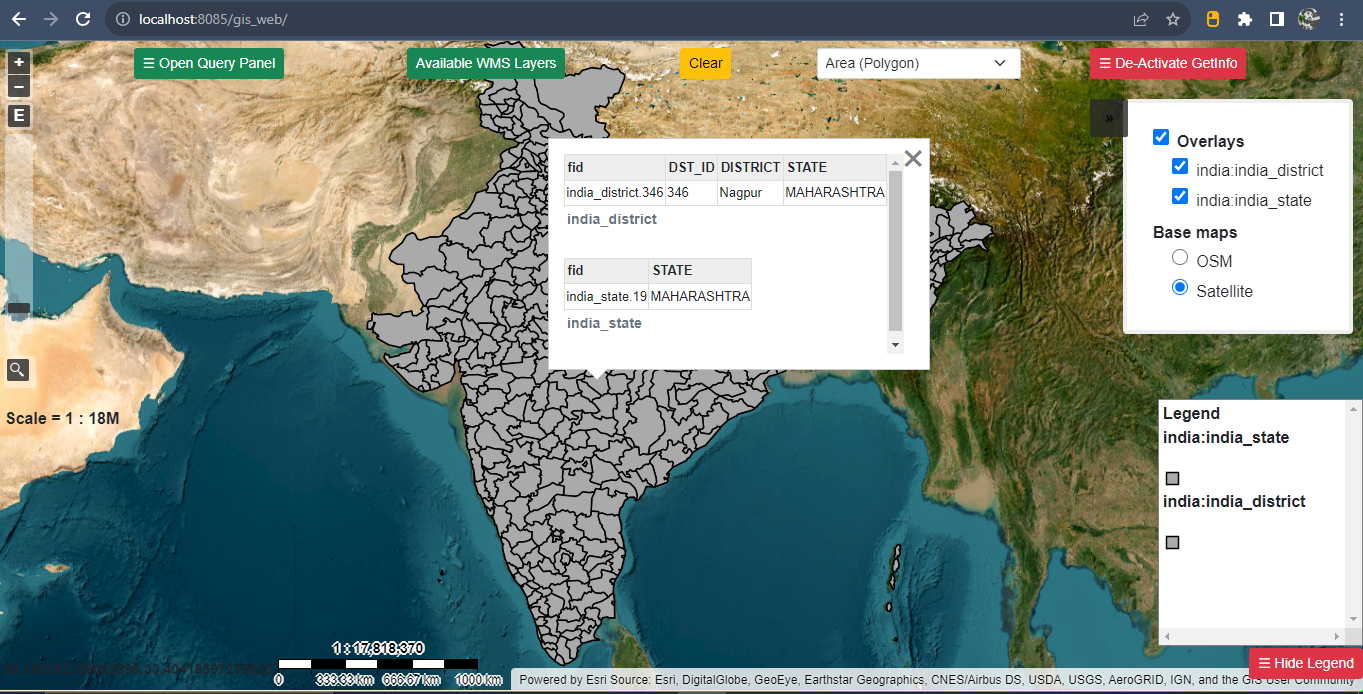 localhost:8085/gis_web/
+
−
E
☰ Open Query Panel
Available WMS Layers
Clear
Area (Polygon)
☰ De-Activate GetInfo
»
Overlays
india:india_district
india:india_state
Base maps
OSM
Satellite
fid DST_ID DISTRICT STATE
india_district.346 346 Nagpur MAHARASHTRA
india_district
fid STATE
india_state.19 MAHARASHTRA
india_state
Scale = 1 : 18M
Legend
india:india_state
india:india_district
1 : 17,818,370
0 333.33 km 666.67 km 1000 km
Powered by Esri Source: Esri, DigitalGlobe, GeoEye, Earthstar Geographics, CNES/Airbus DS, USDA, USGS, AeroGRID, IGN, and the GIS User Community
☰ Hide Legend